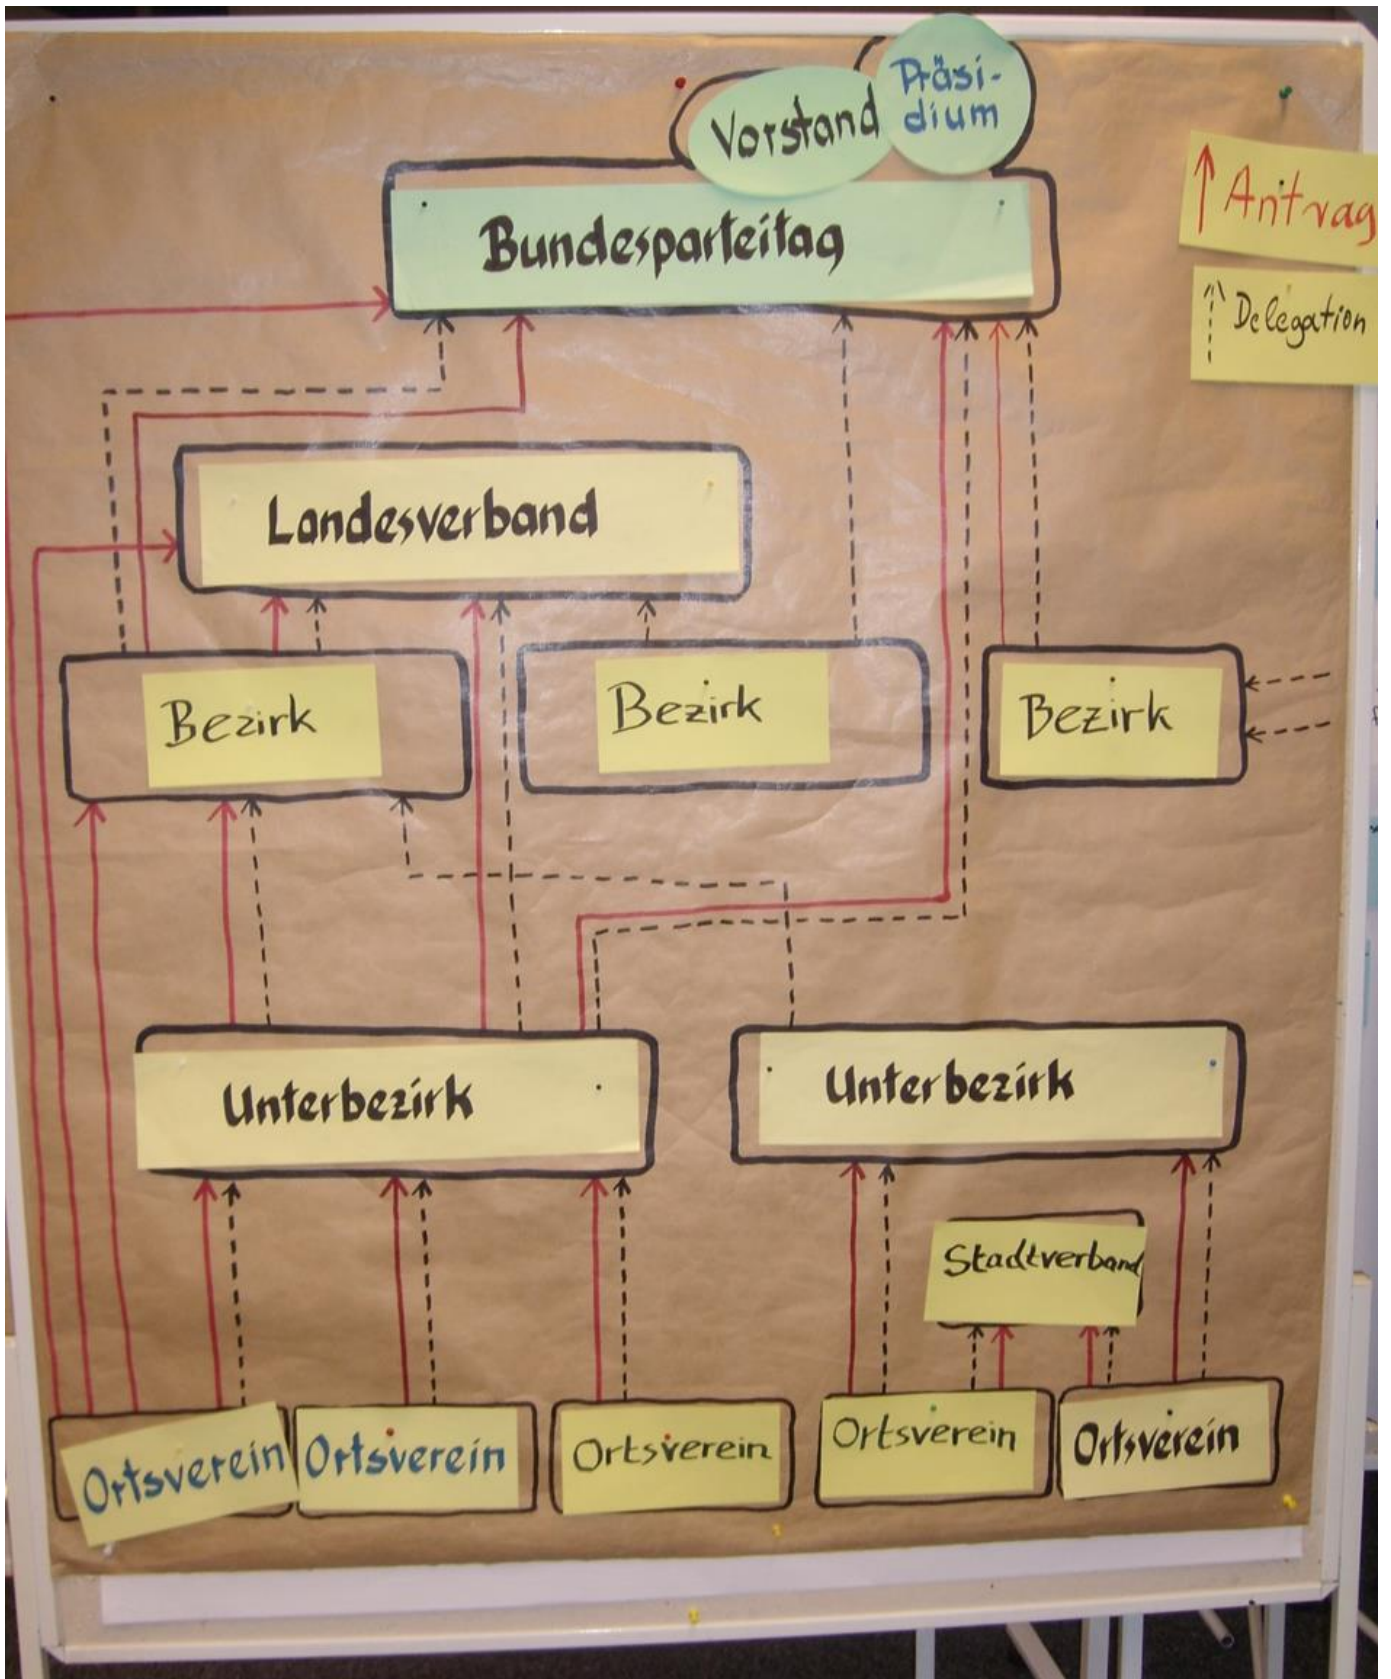 Präsi-
dium
Vorstand
Bundesparteitag
Antrag
Delegation
Landesverband
Bezirk
Bezirk
Bezirk
Unterbezirk
Unterbezirk
Stadtverband
Ortsverein
Ortsverein
Ortsverein
Ortsverein
Ortsverein